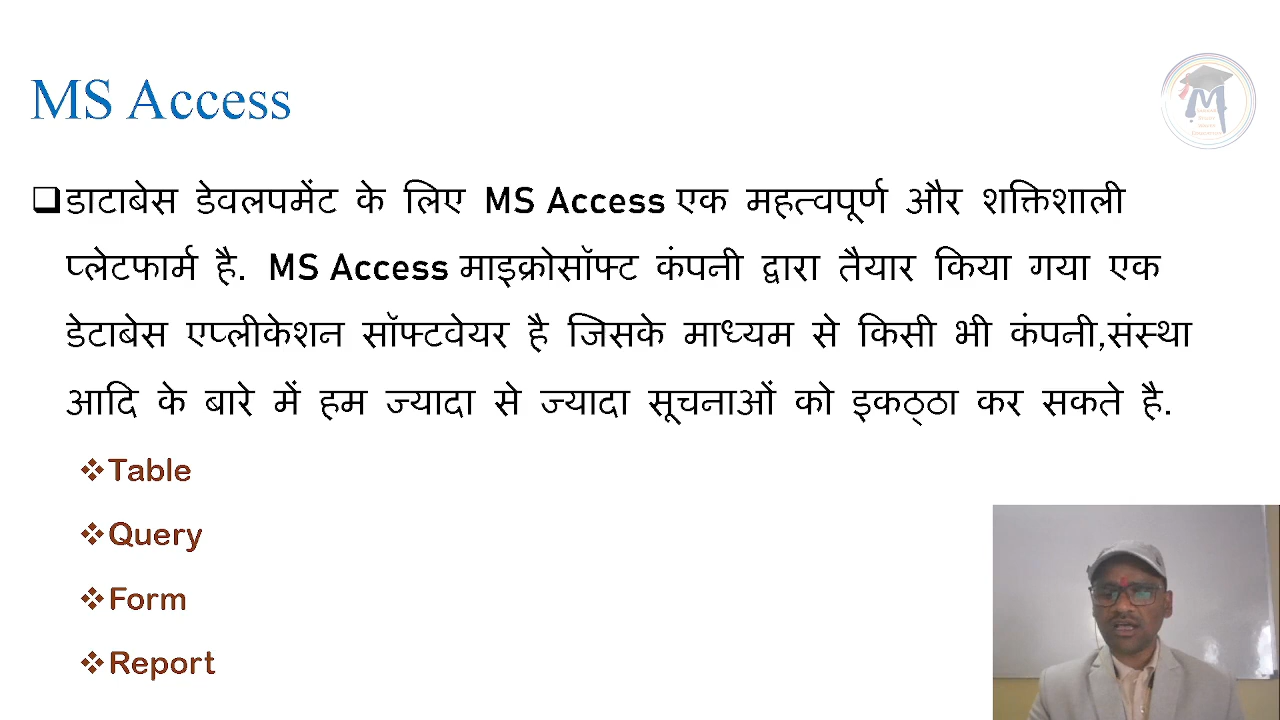 MS Access
डाटाबेस डेवलपमेंट के लिए MS Access एक महत्वपूर्ण और शक्तिशाली
प्लेटफार्म है. MS Access माइक्रोसॉफ्ट कंपनी द्वारा तैयार किया गया एक
डेटाबेस एप्लीकेशन सॉफ्टवेयर है जिसके माध्यम से किसी भी कंपनी,संस्था
आदि के बारे में हम ज्यादा से ज्यादा सूचनाओं को इकठ्ठा कर सकते है.
Table
Query
Form
Report